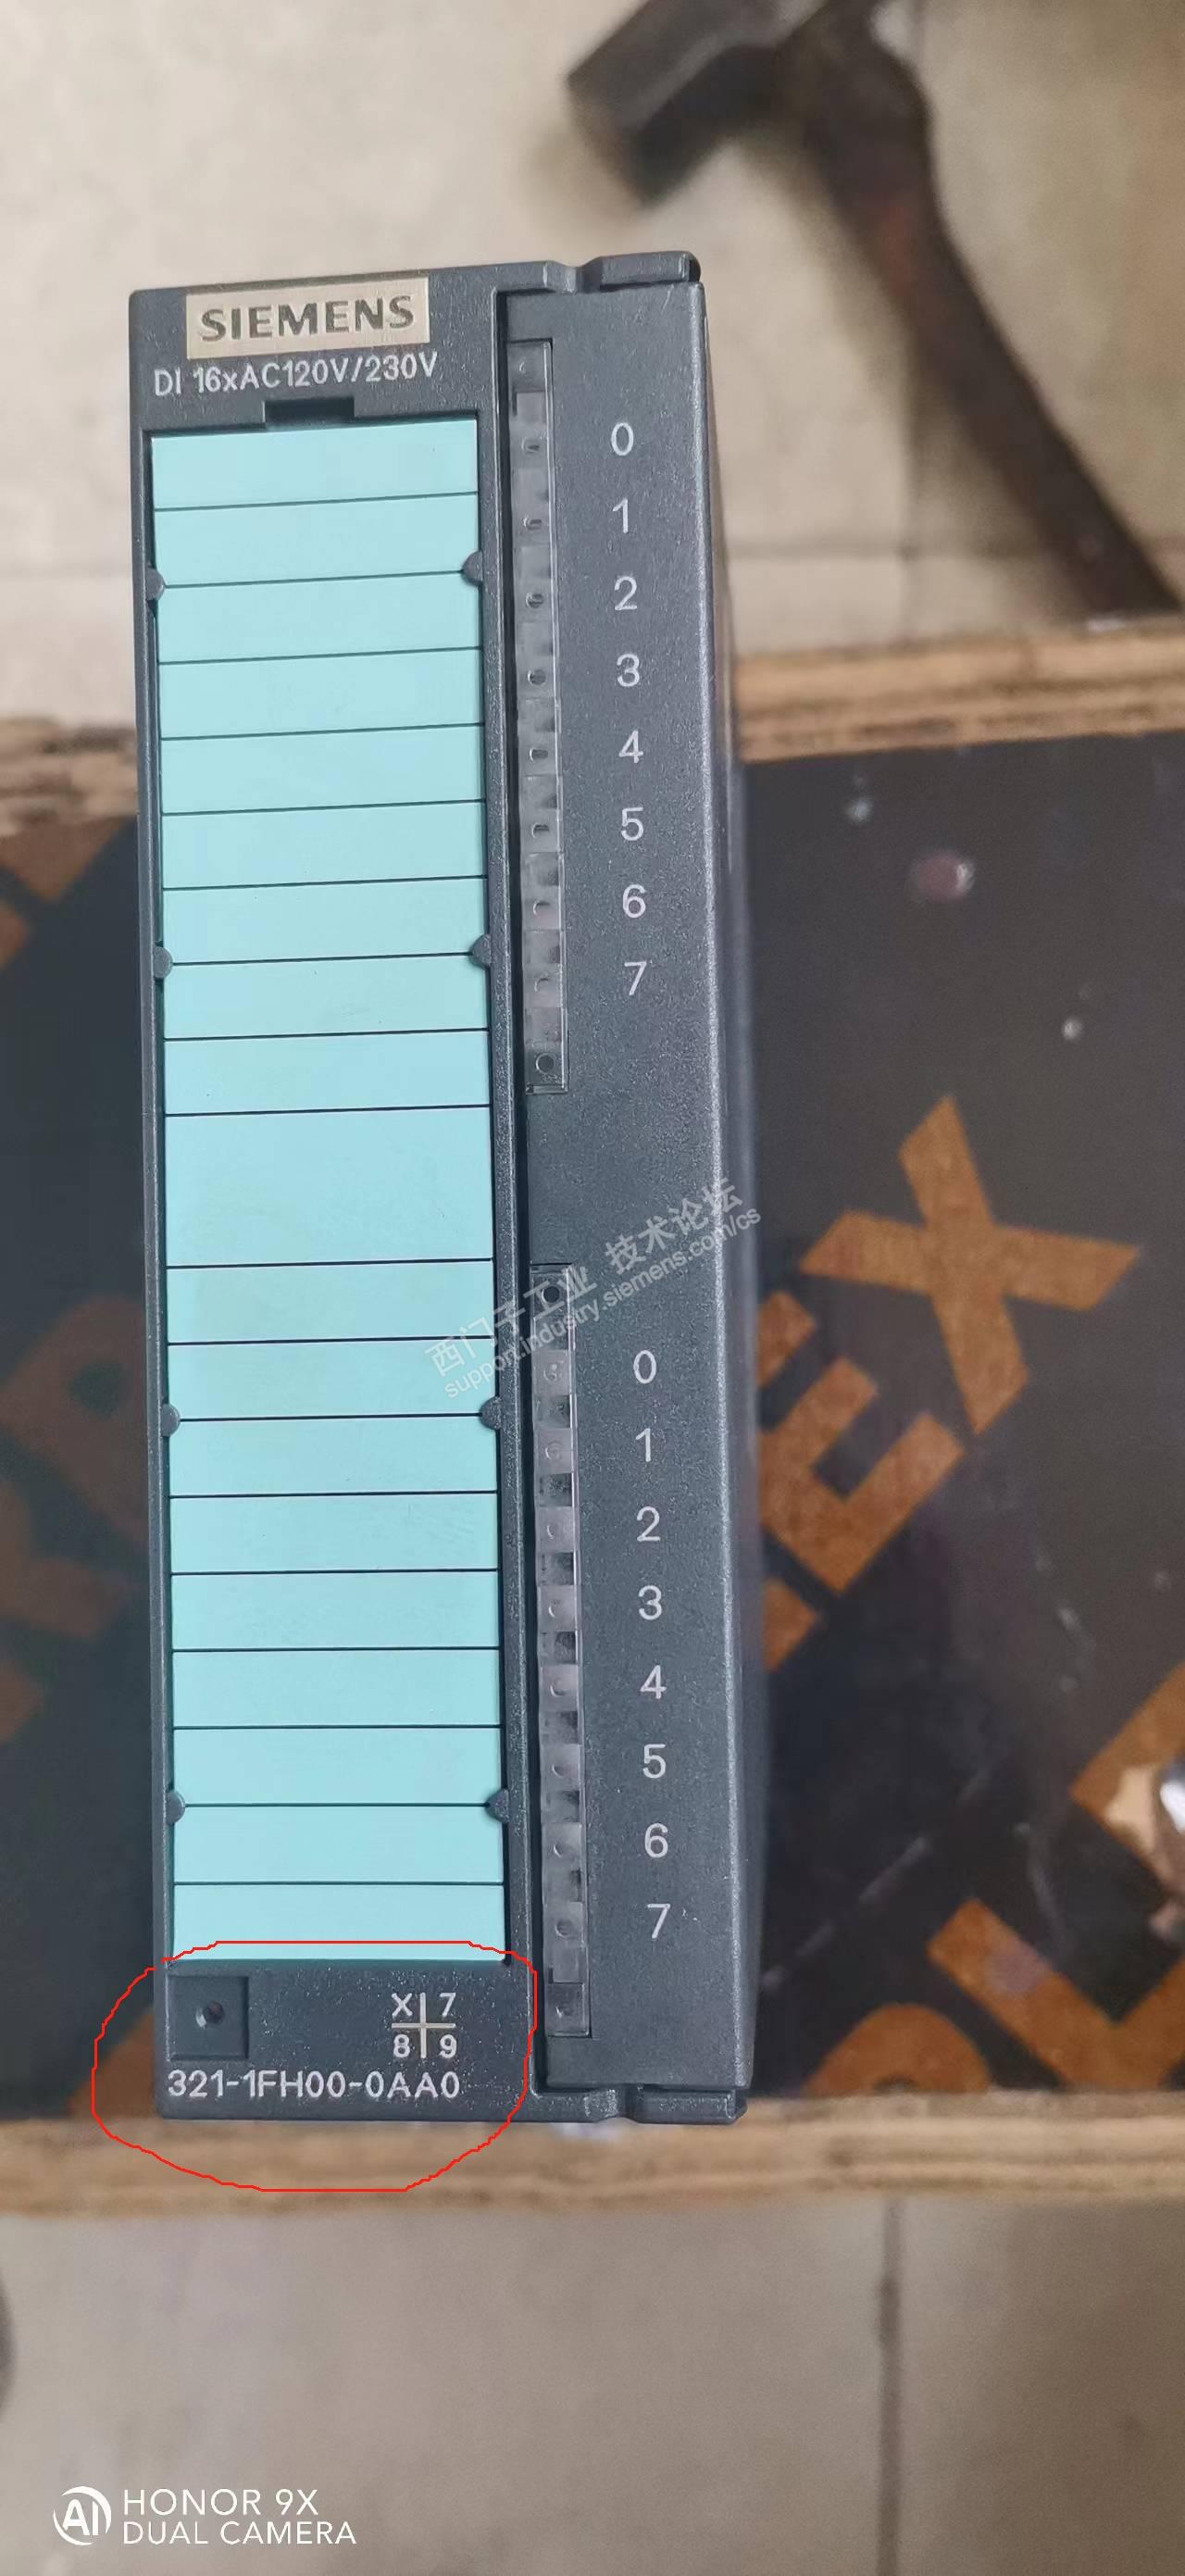 SIEMENS
DI 16xAC120V/230V
0
1
2
3
4
5
6
7
西门子工业 技术论坛
support.industry.siemens.com/cs
0
1
2
3
4
5
6
7
X 7
8 9
321-1FH00-0AA0
EX
AI HONOR 9X
DUAL CAMERA